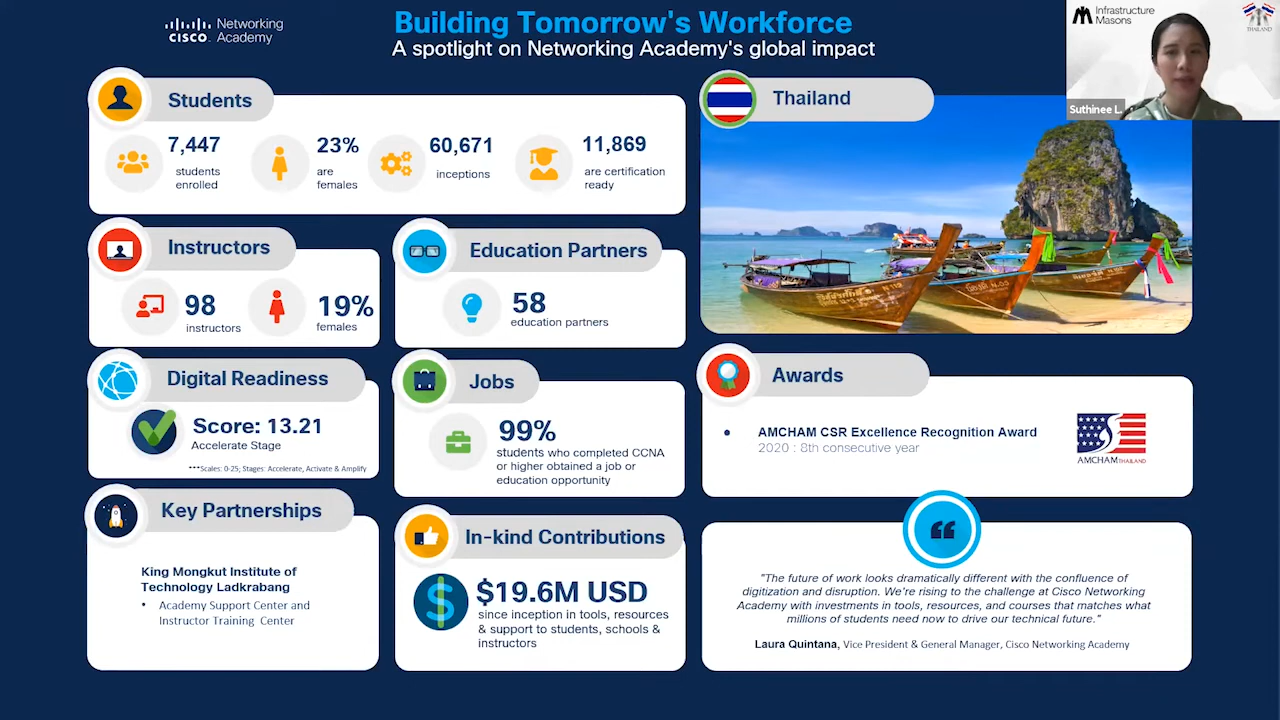 CISCO
Networking
Academy
Building Tomorrow's Workforce
A spotlight on Networking Academy's global impact
Infrastructure
Masons
THAILAND
Suthinee L.
Students
7,447
students
enrolled
23%
are
females
60,671
inceptions
11,869
are certification
ready
Thailand
Instructors
98
instructors
19%
females
Education Partners
58
education partners
Digital Readiness
Score: 13.21
Accelerate Stage
***Scales: 0-25; Stages: Accelerate, Activate & Amplify
Jobs
99%
students who completed CCNA
or higher obtained a job or
education opportunity
Awards
• AMCHAM CSR Excellence Recognition Award
2020 : 8th consecutive year
AMCHAM THAILAND
Key Partnerships
King Mongkut Institute of
Technology Ladkrabang
• Academy Support Center and
Instructor Training Center
In-kind Contributions
$19.6M USD
since inception in tools, resources
& support to students, schools &
instructors
"The future of work looks dramatically different with the confluence of
digitization and disruption. We're rising to the challenge at Cisco Networking
Academy with investments in tools, resources, and courses that matches what
millions of students need now to drive our technical future."
Laura Quintana, Vice President & General Manager, Cisco Networking Academy